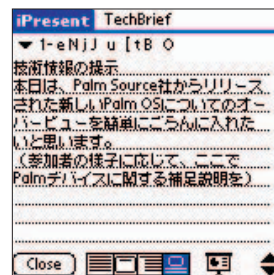 iPresent TechBrief
1-eNjJ u [tB O
技術情報の提示
本日は、Palm Source社からリリース
された新しいPalm OSについてのオー
バービューを簡単にごらんに入れた
いと思います。
（参加者の様子に応じて、ここで
Palmデバイスに関する補足説明を）
Close